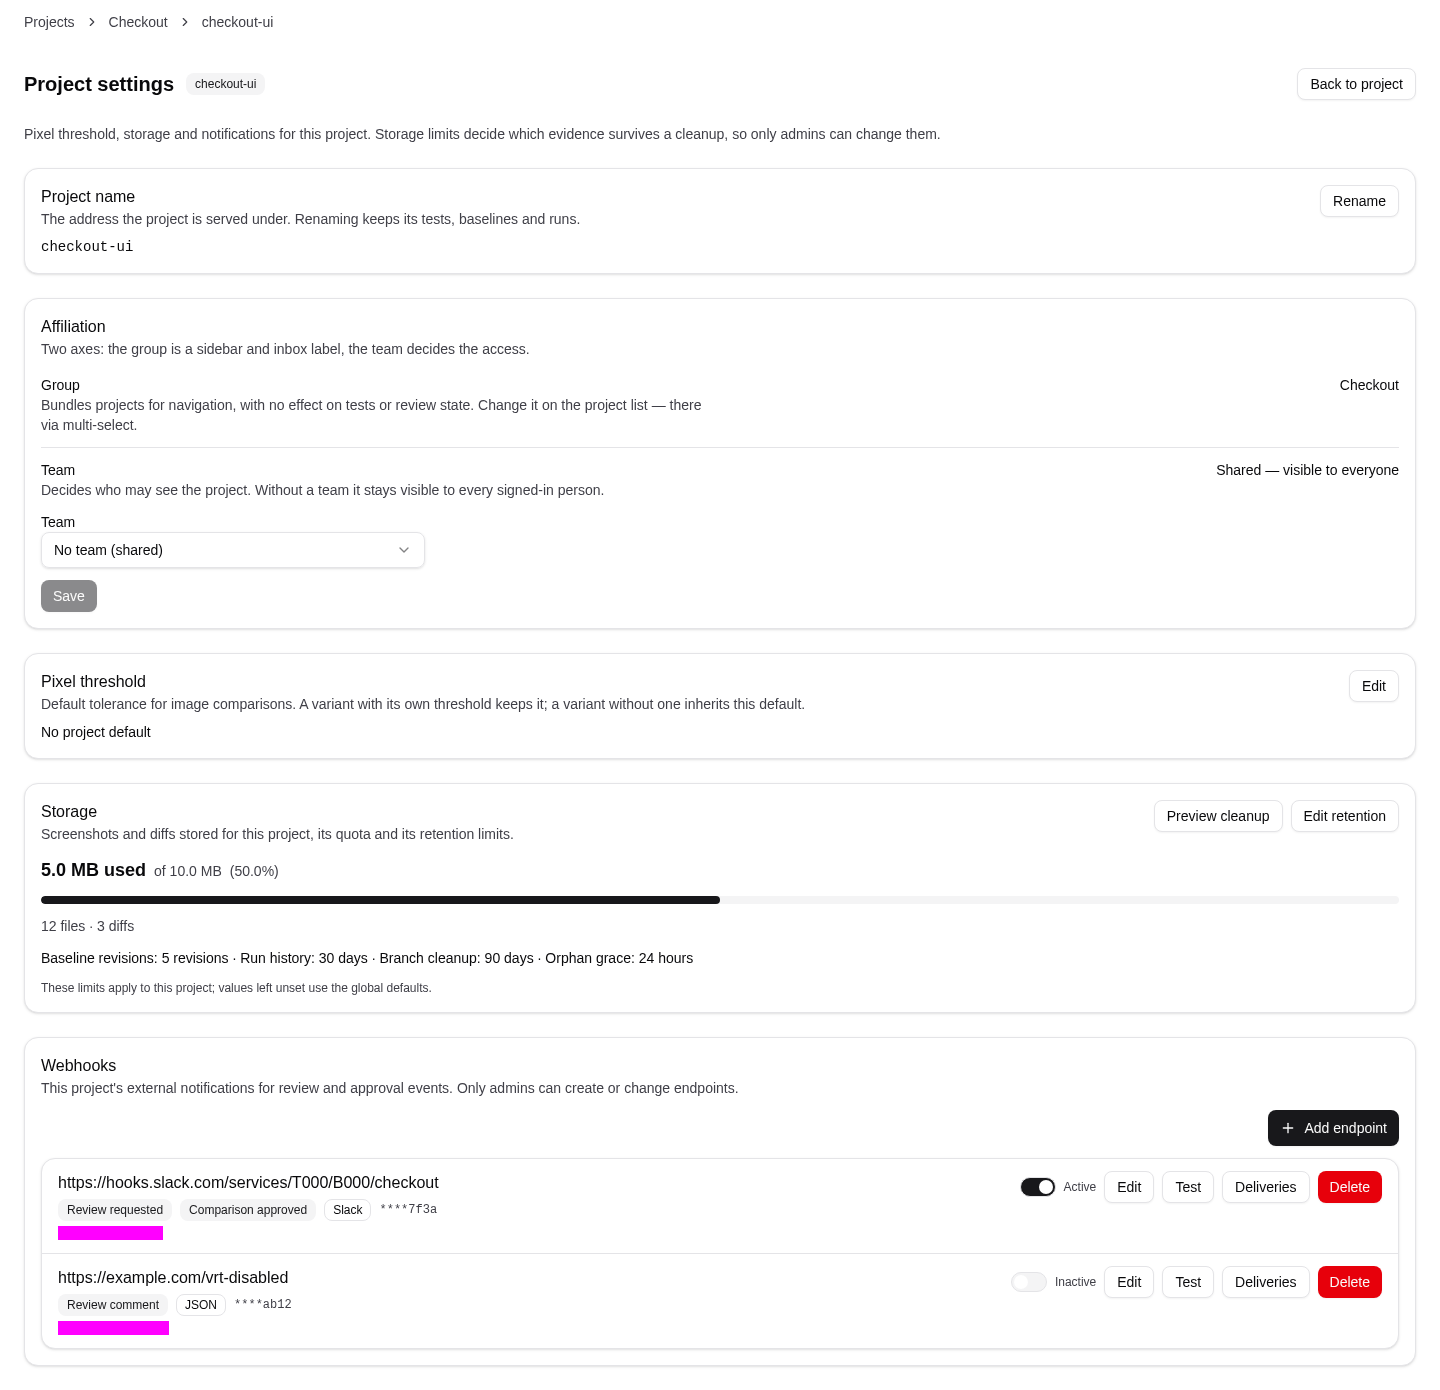 Projects
Checkout
checkout-ui
Project settings
checkout-ui
Back to project
Pixel threshold, storage and notifications for this project. Storage limits decide which evidence survives a cleanup, so only admins can change them.
Project name
Rename
The address the project is served under. Renaming keeps its tests, baselines and runs.
checkout-ui
Affiliation
Two axes: the group is a sidebar and inbox label, the team decides the access.
Group
Checkout
Bundles projects for navigation, with no effect on tests or review state. Change it on the project list — there
via multi-select.
Team
Shared — visible to everyone
Decides who may see the project. Without a team it stays visible to every signed-in person.
Team
No team (shared)
Save
Pixel threshold
Edit
Default tolerance for image comparisons. A variant with its own threshold keeps it; a variant without one inherits this default.
No project default
Storage
Preview cleanup
Edit retention
Screenshots and diffs stored for this project, its quota and its retention limits.
5.0 MB used of 10.0 MB (50.0%)
12 files · 3 diffs
Baseline revisions: 5 revisions · Run history: 30 days · Branch cleanup: 90 days · Orphan grace: 24 hours
These limits apply to this project; values left unset use the global defaults.
Webhooks
This project's external notifications for review and approval events. Only admins can create or change endpoints.
Add endpoint
https://hooks.slack.com/services/T000/B000/checkout
Active
Edit
Test
Deliveries
Delete
Review requested
Comparison approved
Slack
****7f3a
https://example.com/vrt-disabled
Inactive
Edit
Test
Deliveries
Delete
Review comment
JSON
****ab12